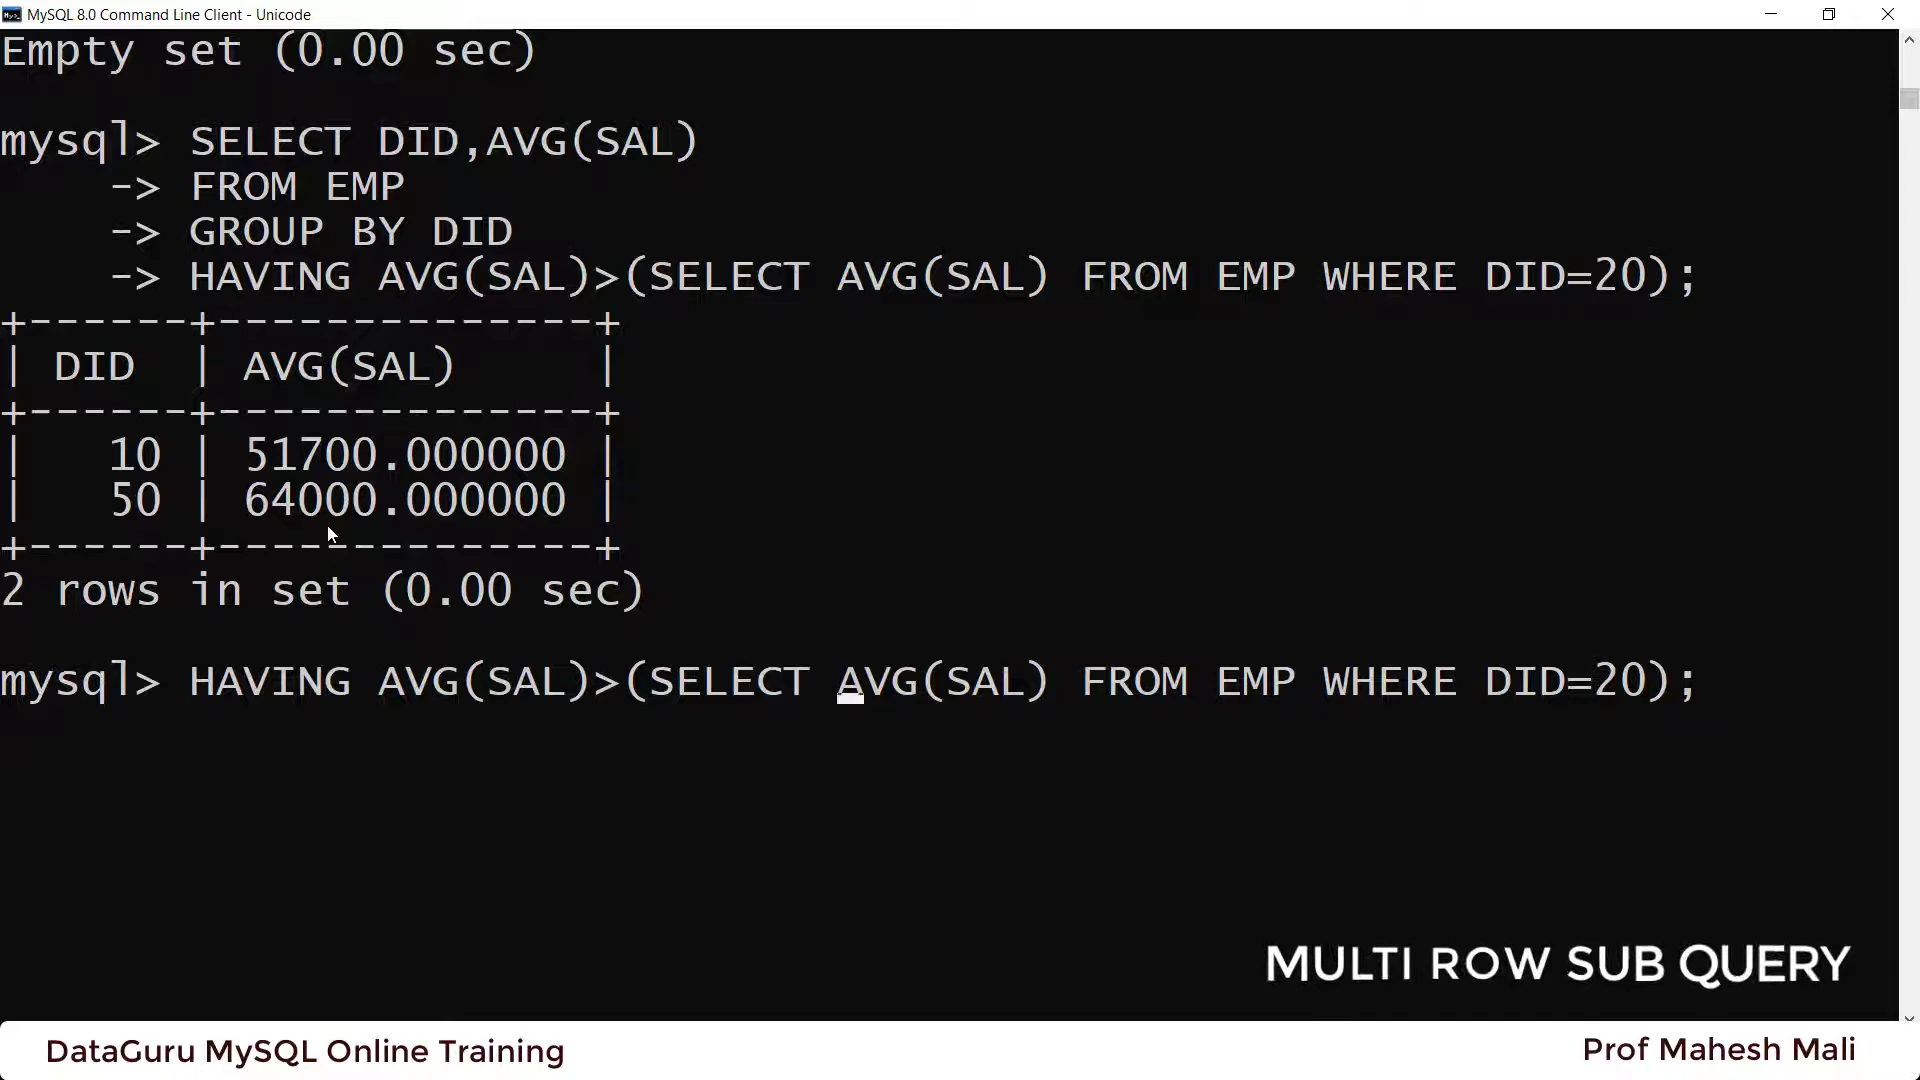 MySQL 8.0 Command Line Client - Unicode
Empty set (0.00 sec)
mysql> SELECT DID,AVG(SAL)
    -> FROM EMP
    -> GROUP BY DID
    -> HAVING AVG(SAL)>(SELECT AVG(SAL) FROM EMP WHERE DID=20);
+------+--------------+
| DID  | AVG(SAL)     |
+------+--------------+
|   10 | 51700.000000 |
|   50 | 64000.000000 |
+------+--------------+
2 rows in set (0.00 sec)
mysql> HAVING AVG(SAL)>(SELECT AVG(SAL) FROM EMP WHERE DID=20);
MULTI ROW SUB QUERY
DataGuru MySQL Online Training
Prof Mahesh Mali